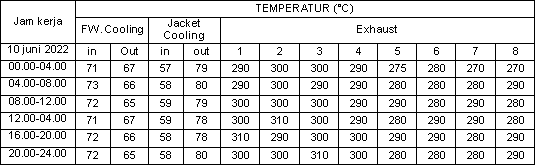 TEMPERATUR (°C)
Jam kerja FW. Cooling Jacket Cooling Exhaust
10 juni 2022 in Out in out 1 2 3 4 5 6 7 8
00.00-04.00 71 67 57 79 290 300 300 290 275 280 270 270
04.00-08.00 73 66 58 80 290 300 290 290 280 280 280 290
08.00-12.00 72 65 59 79 300 300 300 300 280 290 290 280
12.00-04.00 71 67 59 78 300 310 300 300 280 280 290 280
16.00-20.00 72 66 58 78 310 290 300 300 290 290 280 290
20.00-24.00 72 65 58 80 300 300 310 300 280 280 280 280